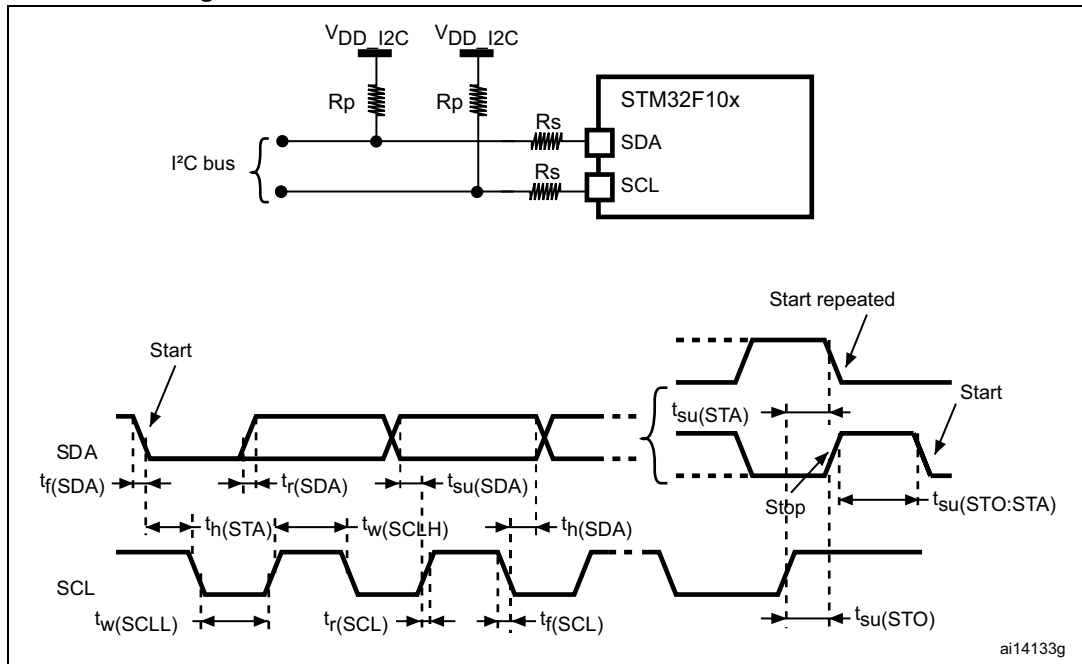 VDD_I2C
VDD_I2C
Rp
Rp
STM32F10x
Rs
SDA
I²C bus
Rs
SCL
Start repeated
Start
Start
tsu(STA)
SDA
tf(SDA)
tr(SDA)
tsu(SDA)
Stop
tsu(STO:STA)
th(STA)
tw(SCLH)
th(SDA)
SCL
tw(SCLL)
tr(SCL)
tf(SCL)
tsu(STO)
ai14133g